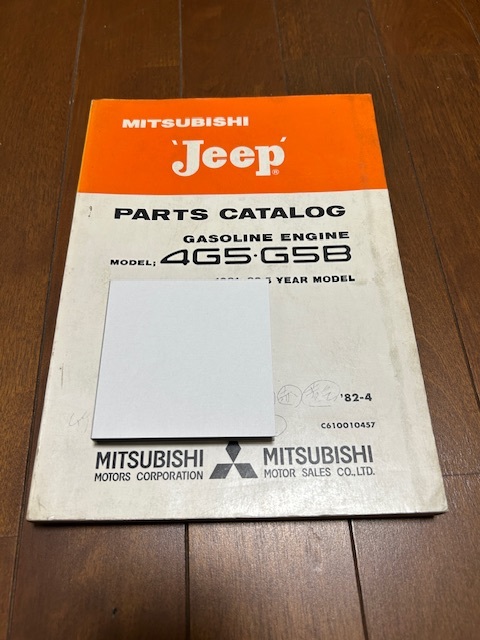 MITSUBISHI
'Jeep'®
PARTS CATALOG
GASOLINE ENGINE
MODEL; 4G5·G5B
YEAR MODEL
'82-4
C610010457
MITSUBISHI MITSUBISHI
MOTORS CORPORATION MOTOR SALES CO.,LTD.